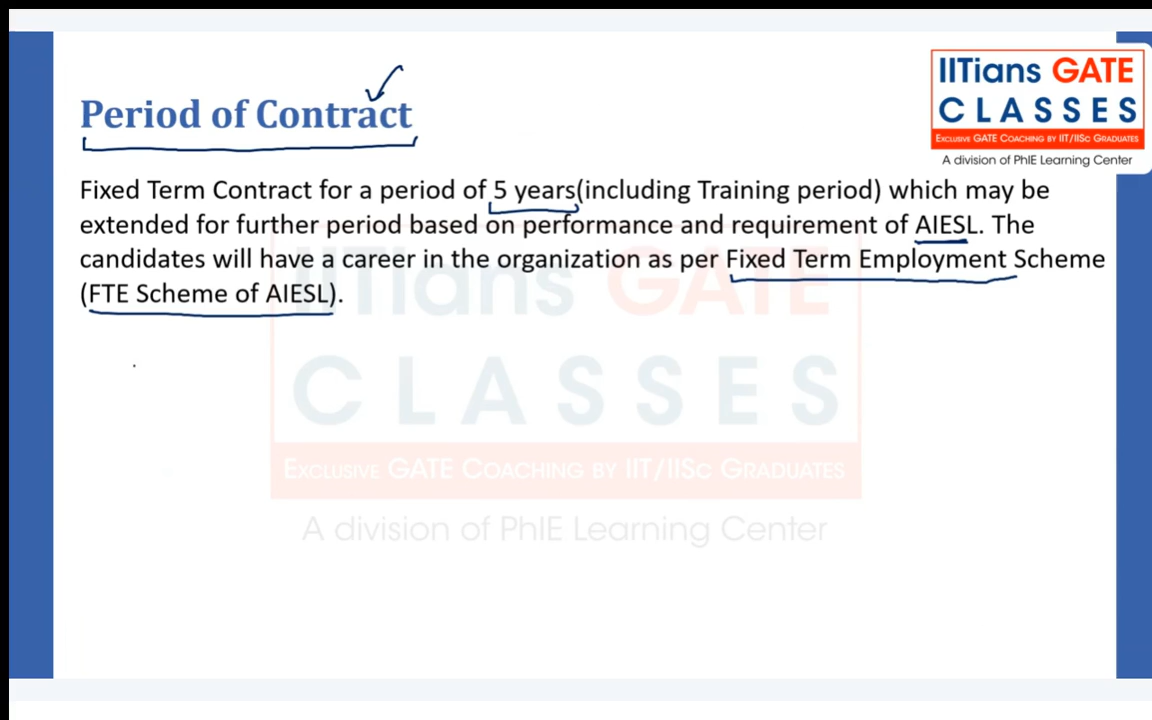 IITians GATE
CLASSES
EXCLUSIVE GATE COACHING BY IIT/IISc GRADUATES
A division of PhIE Learning Center
Period of Contract
Fixed Term Contract for a period of 5 years(including Training period) which may be
extended for further period based on performance and requirement of AIESL. The
candidates will have a career in the organization as per Fixed Term Employment Scheme
(FTE Scheme of AIESL).
IITians GATE
CLASSES
EXCLUSIVE GATE COACHING BY IIT/IISc GRADUATES
A division of PhIE Learning Center